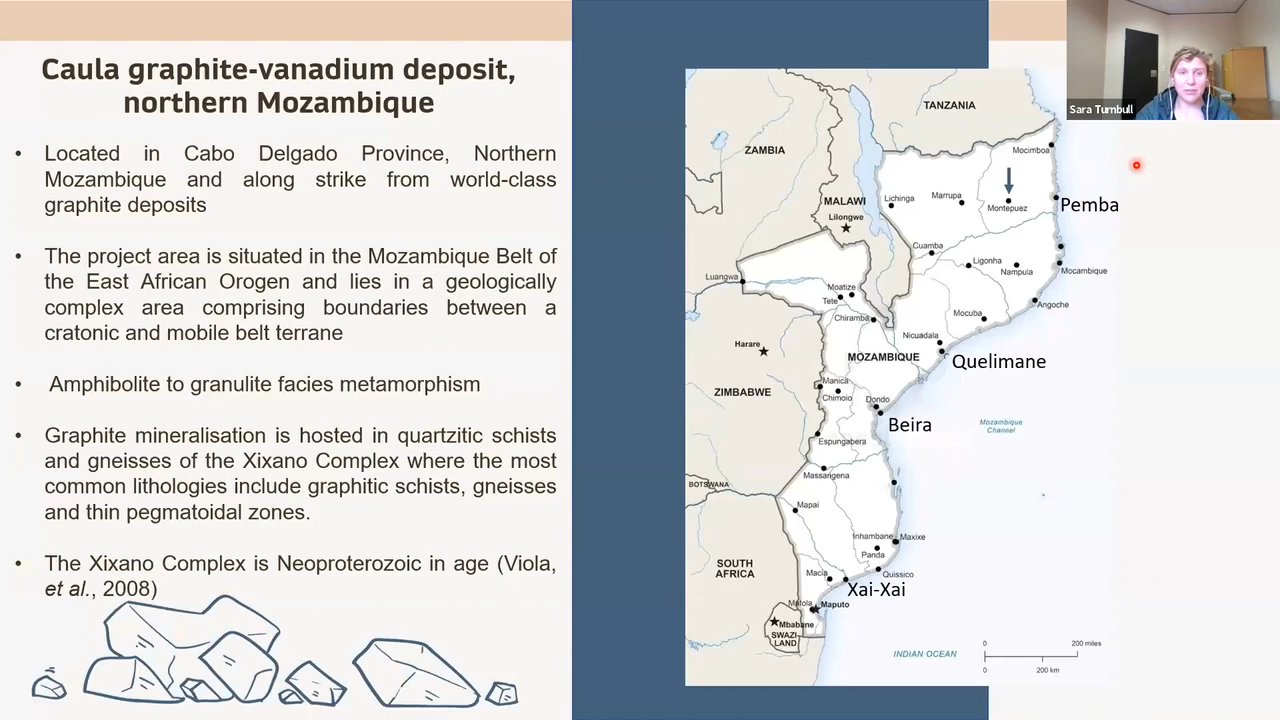 Caula graphite-vanadium deposit,
northern Mozambique
• Located in Cabo Delgado Province, Northern
Mozambique and along strike from world-class
graphite deposits
• The project area is situated in the Mozambique Belt of
the East African Orogen and lies in a geologically
complex area comprising boundaries between a
cratonic and mobile belt terrane
• Amphibolite to granulite facies metamorphism
• Graphite mineralisation is hosted in quartzitic schists
and gneisses of the Xixano Complex where the most
common lithologies include graphitic schists, gneisses
and thin pegmatoidal zones.
• The Xixano Complex is Neoproterozoic in age (Viola,
et al., 2008)
Sara Turnbull
TANZANIA
ZAMBIA
Mocimboa
MALAWI
Lilongwe
Lichinga
Marrupa
Montepuez
Pemba
Cuamba
Ligonha
Nampula
Mocambique
Luangwa
Moatize
Tete
Angoche
Chiramba
Mocuba
Nicuadala
Harare
MOZAMBIQUE
Quelimane
ZIMBABWE
Manica
Chimoio
Dondo
Beira
Mozambique
Channel
Espungabera
Massangena
BOTSWANA
Mapai
Inhambane
Maxixe
Panda
SOUTH
AFRICA
Macia
Quissico
Xai-Xai
Matola
Maputo
Mbabane
SWAZI
LAND
INDIAN OCEAN
0
200 miles
0
200 km